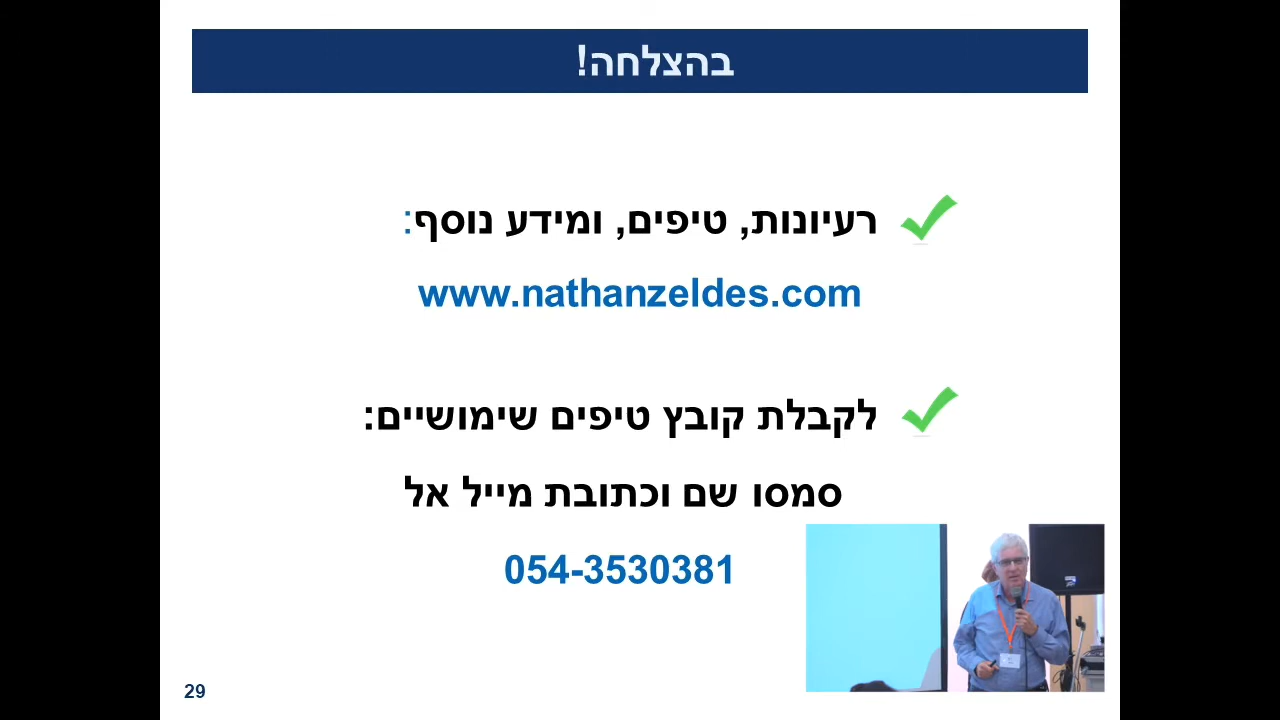 בהצלחה!
רעיונות, טיפים, ומידע נוסף:
www.nathanzeldes.com
לקבלת קובץ טיפים שימושיים:
סמסו שם וכתובת מייל אל
054-3530381
29